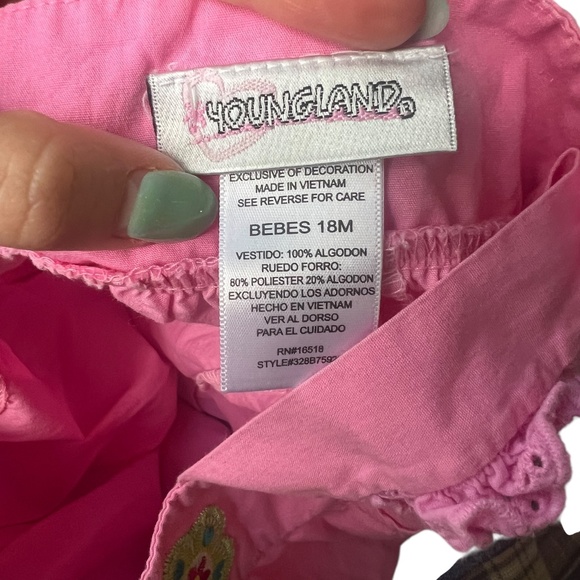 YOUNGLAND®
EXCLUSIVE OF DECORATION
MADE IN VIETNAM
SEE REVERSE FOR CARE
BEBES 18M
VESTIDO: 100% ALGODON
RUEDO FORRO:
80% POLIESTER 20% ALGODON
EXCLUYENDO LOS ADORNOS
HECHO EN VIETNAM
VER AL DORSO
PARA EL CUIDADO
RN#16518